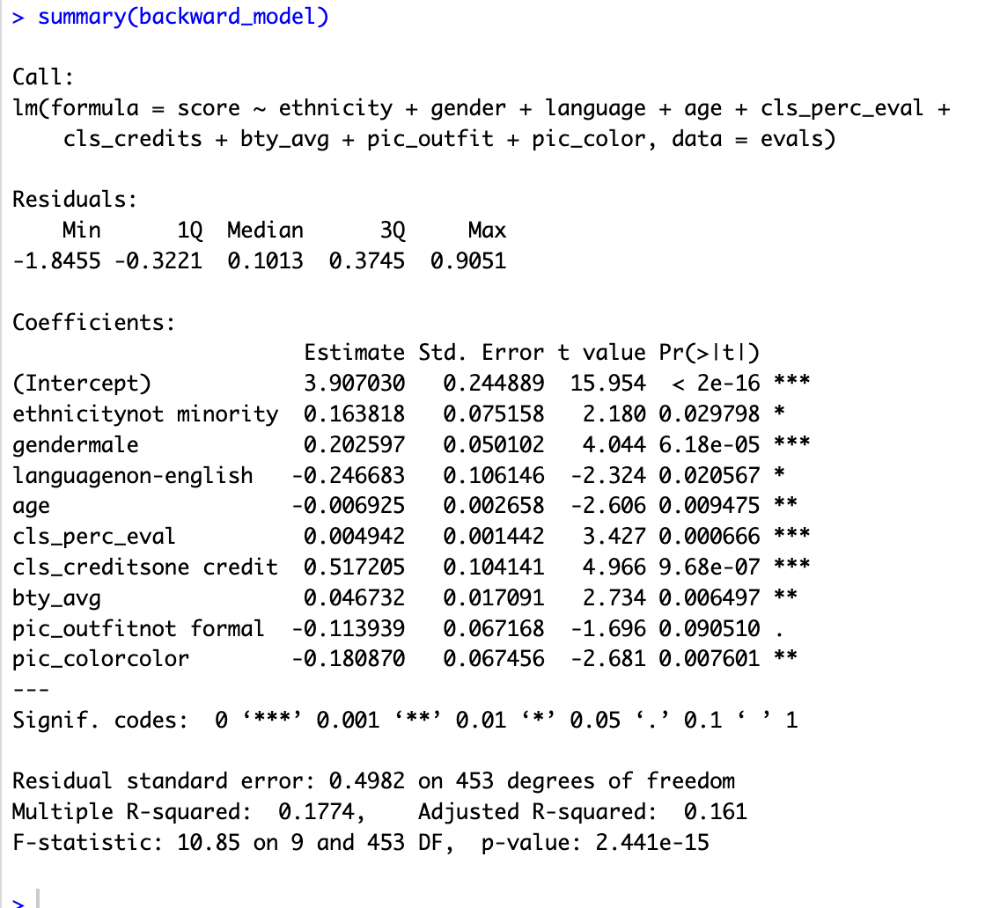 > summary(backward_model)

Call:
lm(formula = score ~ ethnicity + gender + language + age + cls_perc_eval +
    cls_credits + bty_avg + pic_outfit + pic_color, data = evals)

Residuals:
    Min      1Q  Median      3Q     Max
-1.8455 -0.3221  0.1013  0.3745  0.9051

Coefficients:
                       Estimate Std. Error t value Pr(>|t|)
(Intercept)            3.907030   0.244889  15.954  < 2e-16 ***
ethnicitynot minority  0.163818   0.075158   2.180 0.029798 *
gendermale             0.202597   0.050102   4.044 6.18e-05 ***
languagenon-english   -0.246683   0.106146  -2.324 0.020567 *
age                   -0.006925   0.002658  -2.606 0.009475 **
cls_perc_eval          0.004942   0.001442   3.427 0.000666 ***
cls_creditsone credit  0.517205   0.104141   4.966 9.68e-07 ***
bty_avg                0.046732   0.017091   2.734 0.006497 **
pic_outfitnot formal  -0.113939   0.067168  -1.696 0.090510 .
pic_colorcolor        -0.180870   0.067456  -2.681 0.007601 **
---
Signif. codes:  0 ‘***’ 0.001 ‘**’ 0.01 ‘*’ 0.05 ‘.’ 0.1 ‘ ’ 1

Residual standard error: 0.4982 on 453 degrees of freedom
Multiple R-squared:  0.1774,    Adjusted R-squared:  0.161
F-statistic: 10.85 on 9 and 453 DF,  p-value: 2.441e-15

>